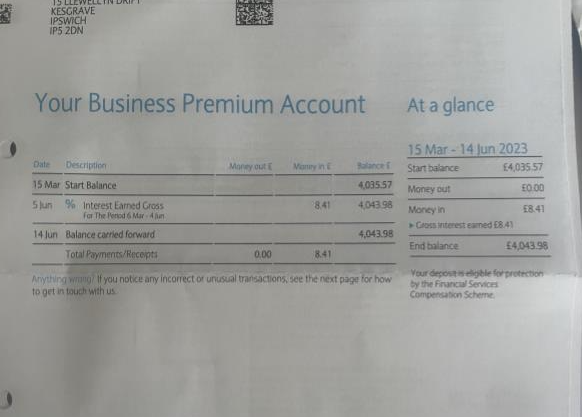 15 LLEWELLYN DRIFT
KESGRAVE
IPSWICH
IP5 2DN
Your Business Premium Account
At a glance
Date Description Money out £ Money in £ Balance £
15 Mar Start Balance 4,035.57
5 Jun % Interest Earned Gross 8.41 4,043.98
For The Period 6 Mar - 4 Jun
14 Jun Balance carried forward 4,043.98
Total Payments/Receipts 0.00 8.41
Anything wrong? If you notice any incorrect or unusual transactions, see the next page for how
to get in touch with us.
15 Mar - 14 Jun 2023
Start balance £4,035.57
Money out £0.00
Money in £8.41
▸ Gross interest earned £8.41
End balance £4,043.98
Your deposit is eligible for protection
by the Financial Services
Compensation Scheme.